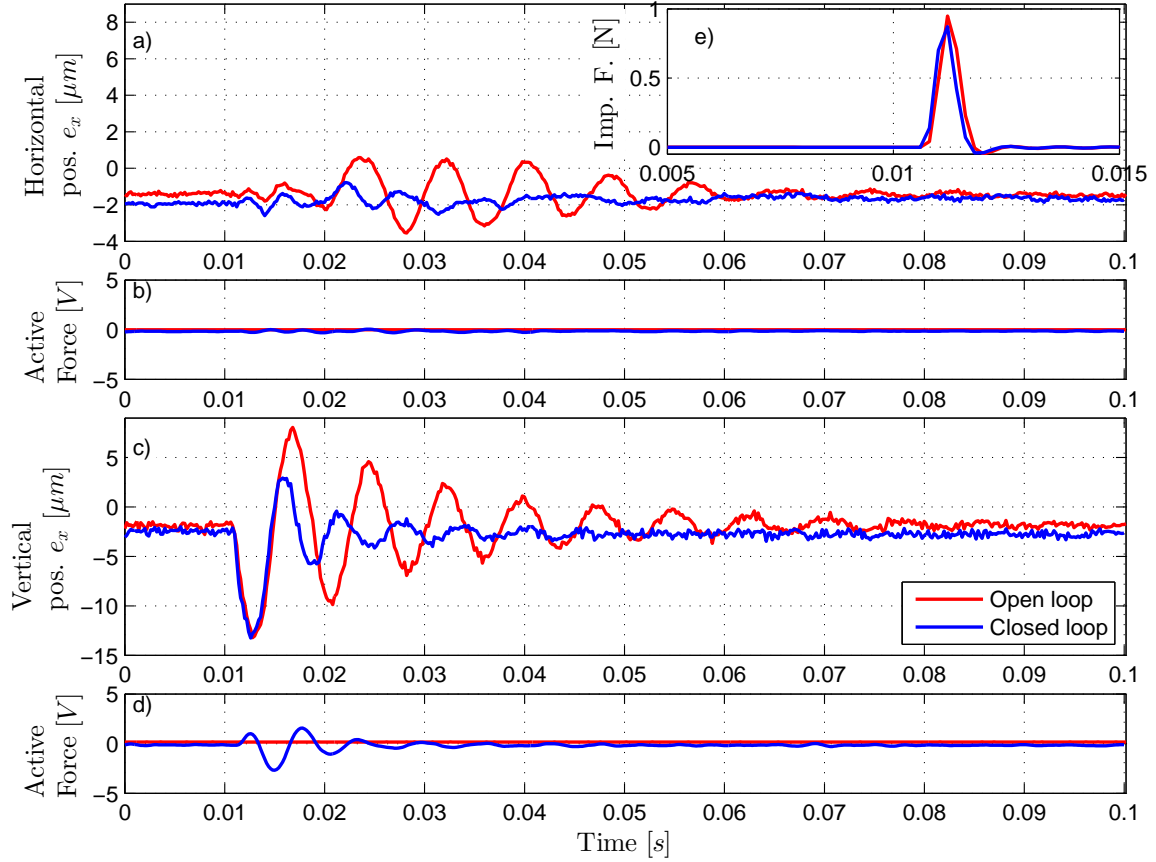 a)
Horizontal
pos. e_x [μm]
8
6
4
2
0
−2
−4
0 0.01 0.02 0.03 0.04 0.05 0.06 0.07 0.08 0.09 0.1
e)
Imp. F. [N]
1
0.5
0
0.005 0.01 0.015
b)
Active
Force [V]
5
0
−5
0 0.01 0.02 0.03 0.04 0.05 0.06 0.07 0.08 0.09 0.1
c)
Vertical
pos. e_x [μm]
5
0
−5
−10
−15
Open loop
Closed loop
0 0.01 0.02 0.03 0.04 0.05 0.06 0.07 0.08 0.09 0.1
d)
Active
Force [V]
5
0
−5
0 0.01 0.02 0.03 0.04 0.05 0.06 0.07 0.08 0.09 0.1
Time [s]